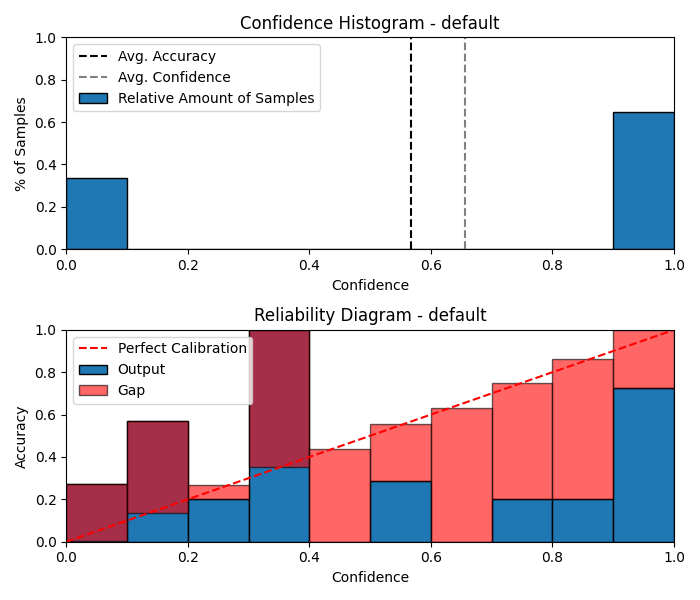 Confidence Histogram - default
1.0
0.8
0.6
0.4
0.2
0.0
% of Samples
Avg. Accuracy
Avg. Confidence
Relative Amount of Samples
0.0 0.2 0.4 0.6 0.8 1.0
Confidence
Reliability Diagram - default
1.0
0.8
0.6
0.4
0.2
0.0
Accuracy
Perfect Calibration
Output
Gap
0.0 0.2 0.4 0.6 0.8 1.0
Confidence